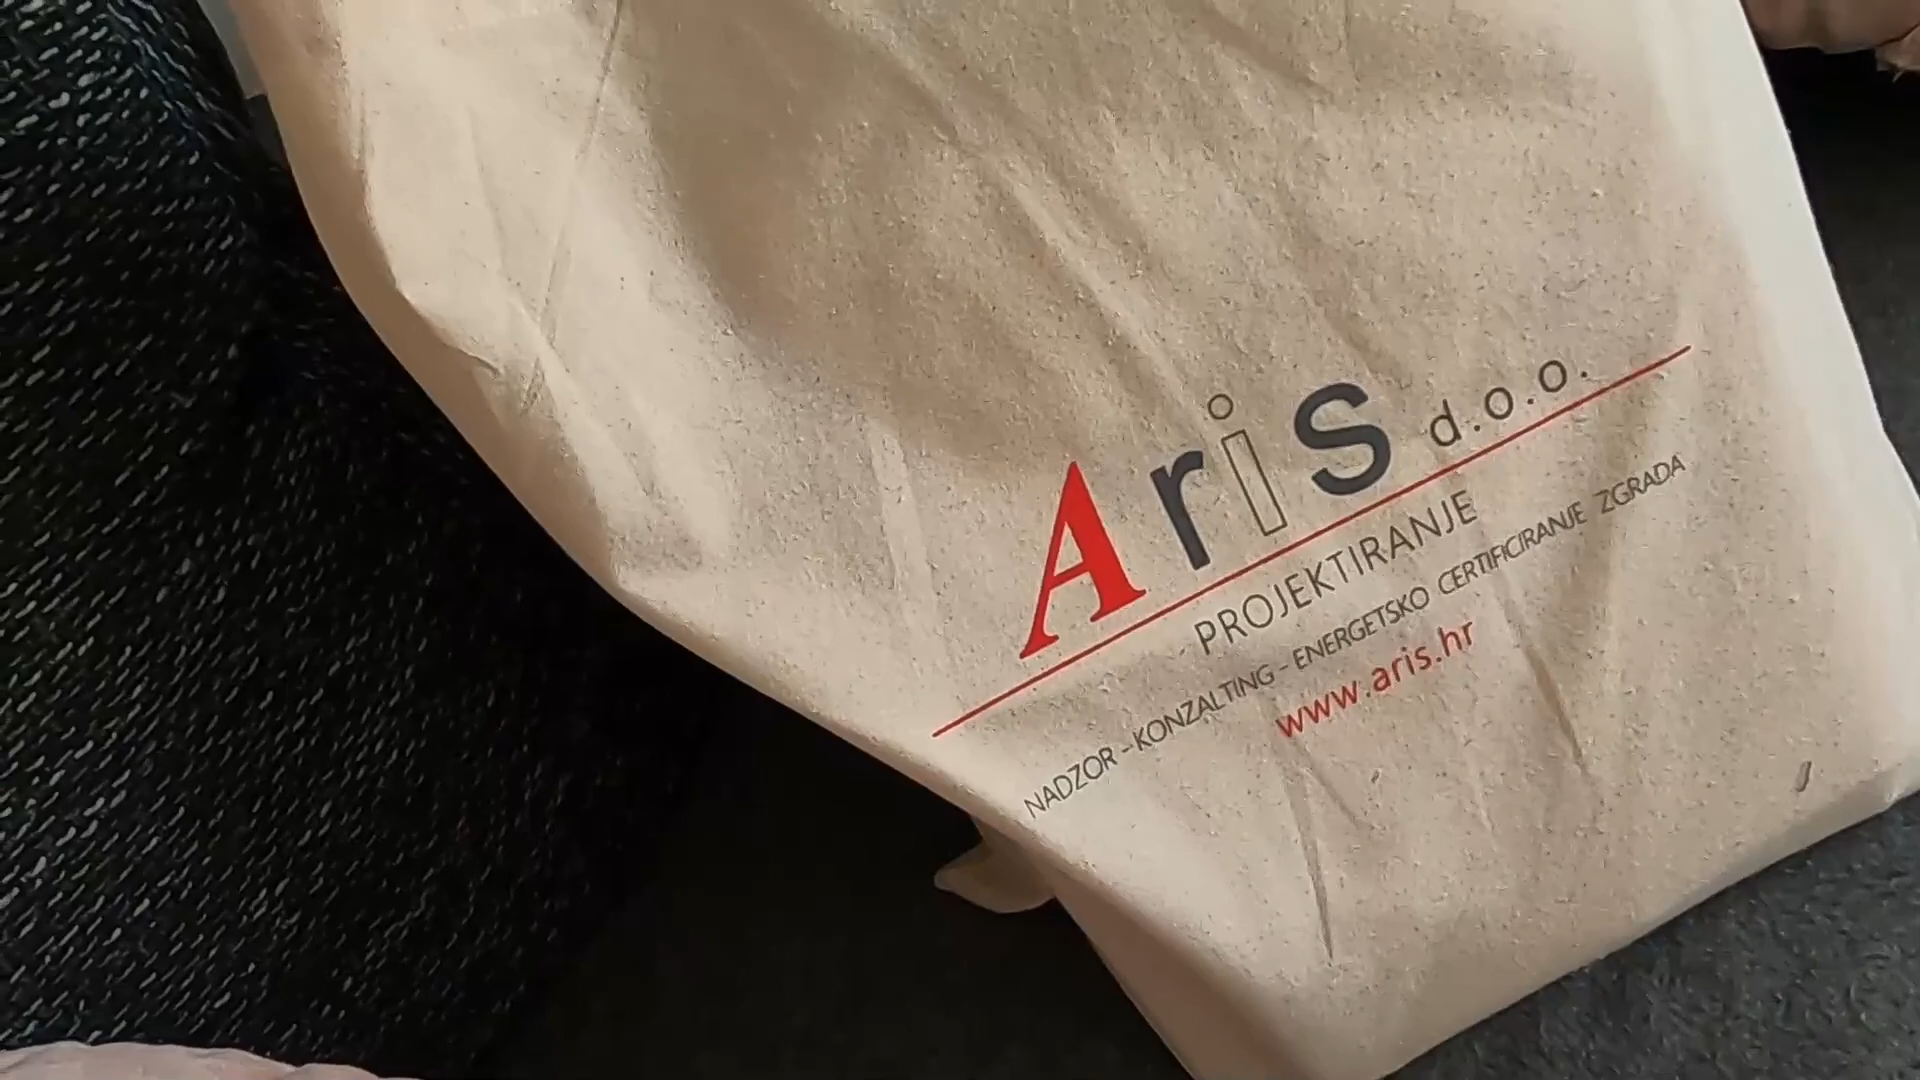 Aris d.o.o.
PROJEKTIRANJE
NADZOR - KONZALTING - ENERGETSKO CERTIFICIRANJE ZGRADA
www.aris.hr